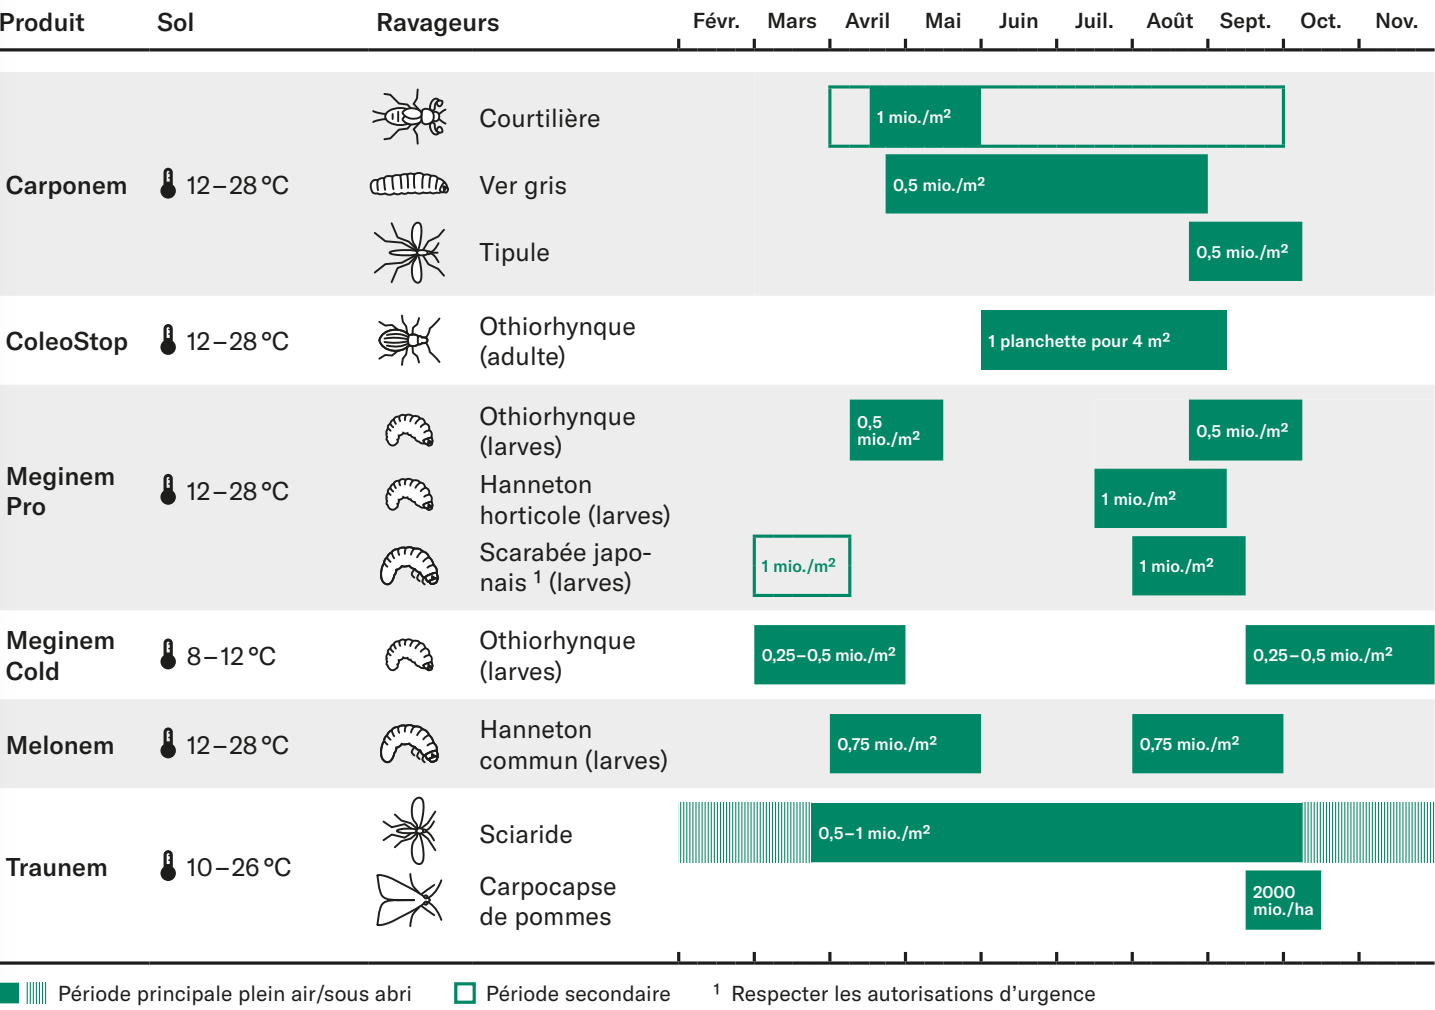 Produit Sol Ravageurs Févr. Mars Avril Mai Juin Juil. Août Sept. Oct. Nov.
Courtilière 1 mio./m²
Carponem 12–28 °C Ver gris 0,5 mio./m²
Tipule 0,5 mio./m²
ColeoStop 12–28 °C Othiorhynque
(adulte) 1 planchette pour 4 m²
Othiorhynque
(larves) 0,5
mio./m² 0,5 mio./m²
Meginem
Pro 12–28 °C Hanneton
horticole (larves) 1 mio./m²
Scarabée japo-
nais ¹ (larves) 1 mio./m² 1 mio./m²
Meginem
Cold 8–12 °C Othiorhynque
(larves) 0,25–0,5 mio./m² 0,25–0,5 mio./m²
Melonem 12–28 °C Hanneton
commun (larves) 0,75 mio./m² 0,75 mio./m²
Sciaride 0,5–1 mio./m²
Traunem 10–26 °C Carpocapse
de pommes 2000
mio./ha
Période principale plein air/sous abri Période secondaire ¹ Respecter les autorisations d’urgence